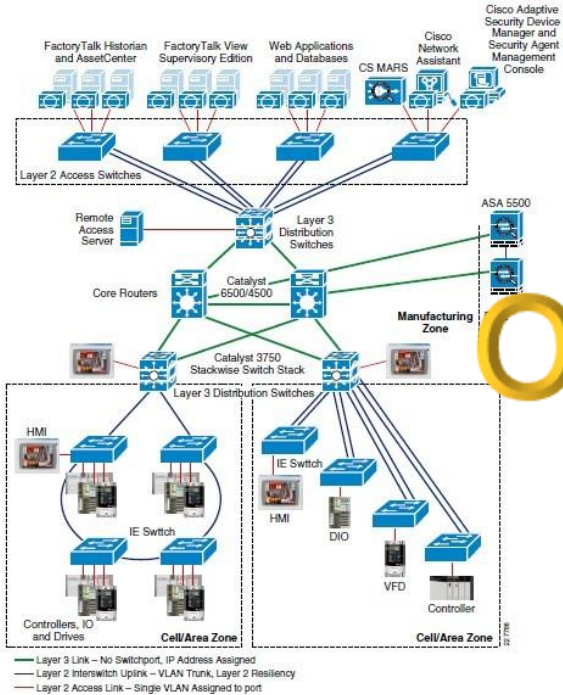 FactoryTalk Historian
and AssetCenter
FactoryTalk View
Supervisory Edition
Web Applications
and Databases
CS MARS
Cisco
Network
Assistant
Cisco Adaptive
Security Device
Manager and
Security Agent
Management
Console
Layer 2 Access Switches
Remote
Access
Server
Layer 3
Distribution
Switches
ASA 5500
Core Routers
Catalyst
6500/4500
Manufacturing
Zone
O
Catalyst 3750
Stackwise Switch Stack
Layer 3 Distribution Switches
HMI
IE Switch
Controllers, IO
and Drives
Cell/Area Zone
IE Switch
HMI
DIO
VFD
Controller
Cell/Area Zone
Layer 3 Link – No Switchport, IP Address Assigned
Layer 2 Interswitch Uplink – VLAN Trunk, Layer 2 Resiliency
Layer 2 Access Link – Single VLAN Assigned to port